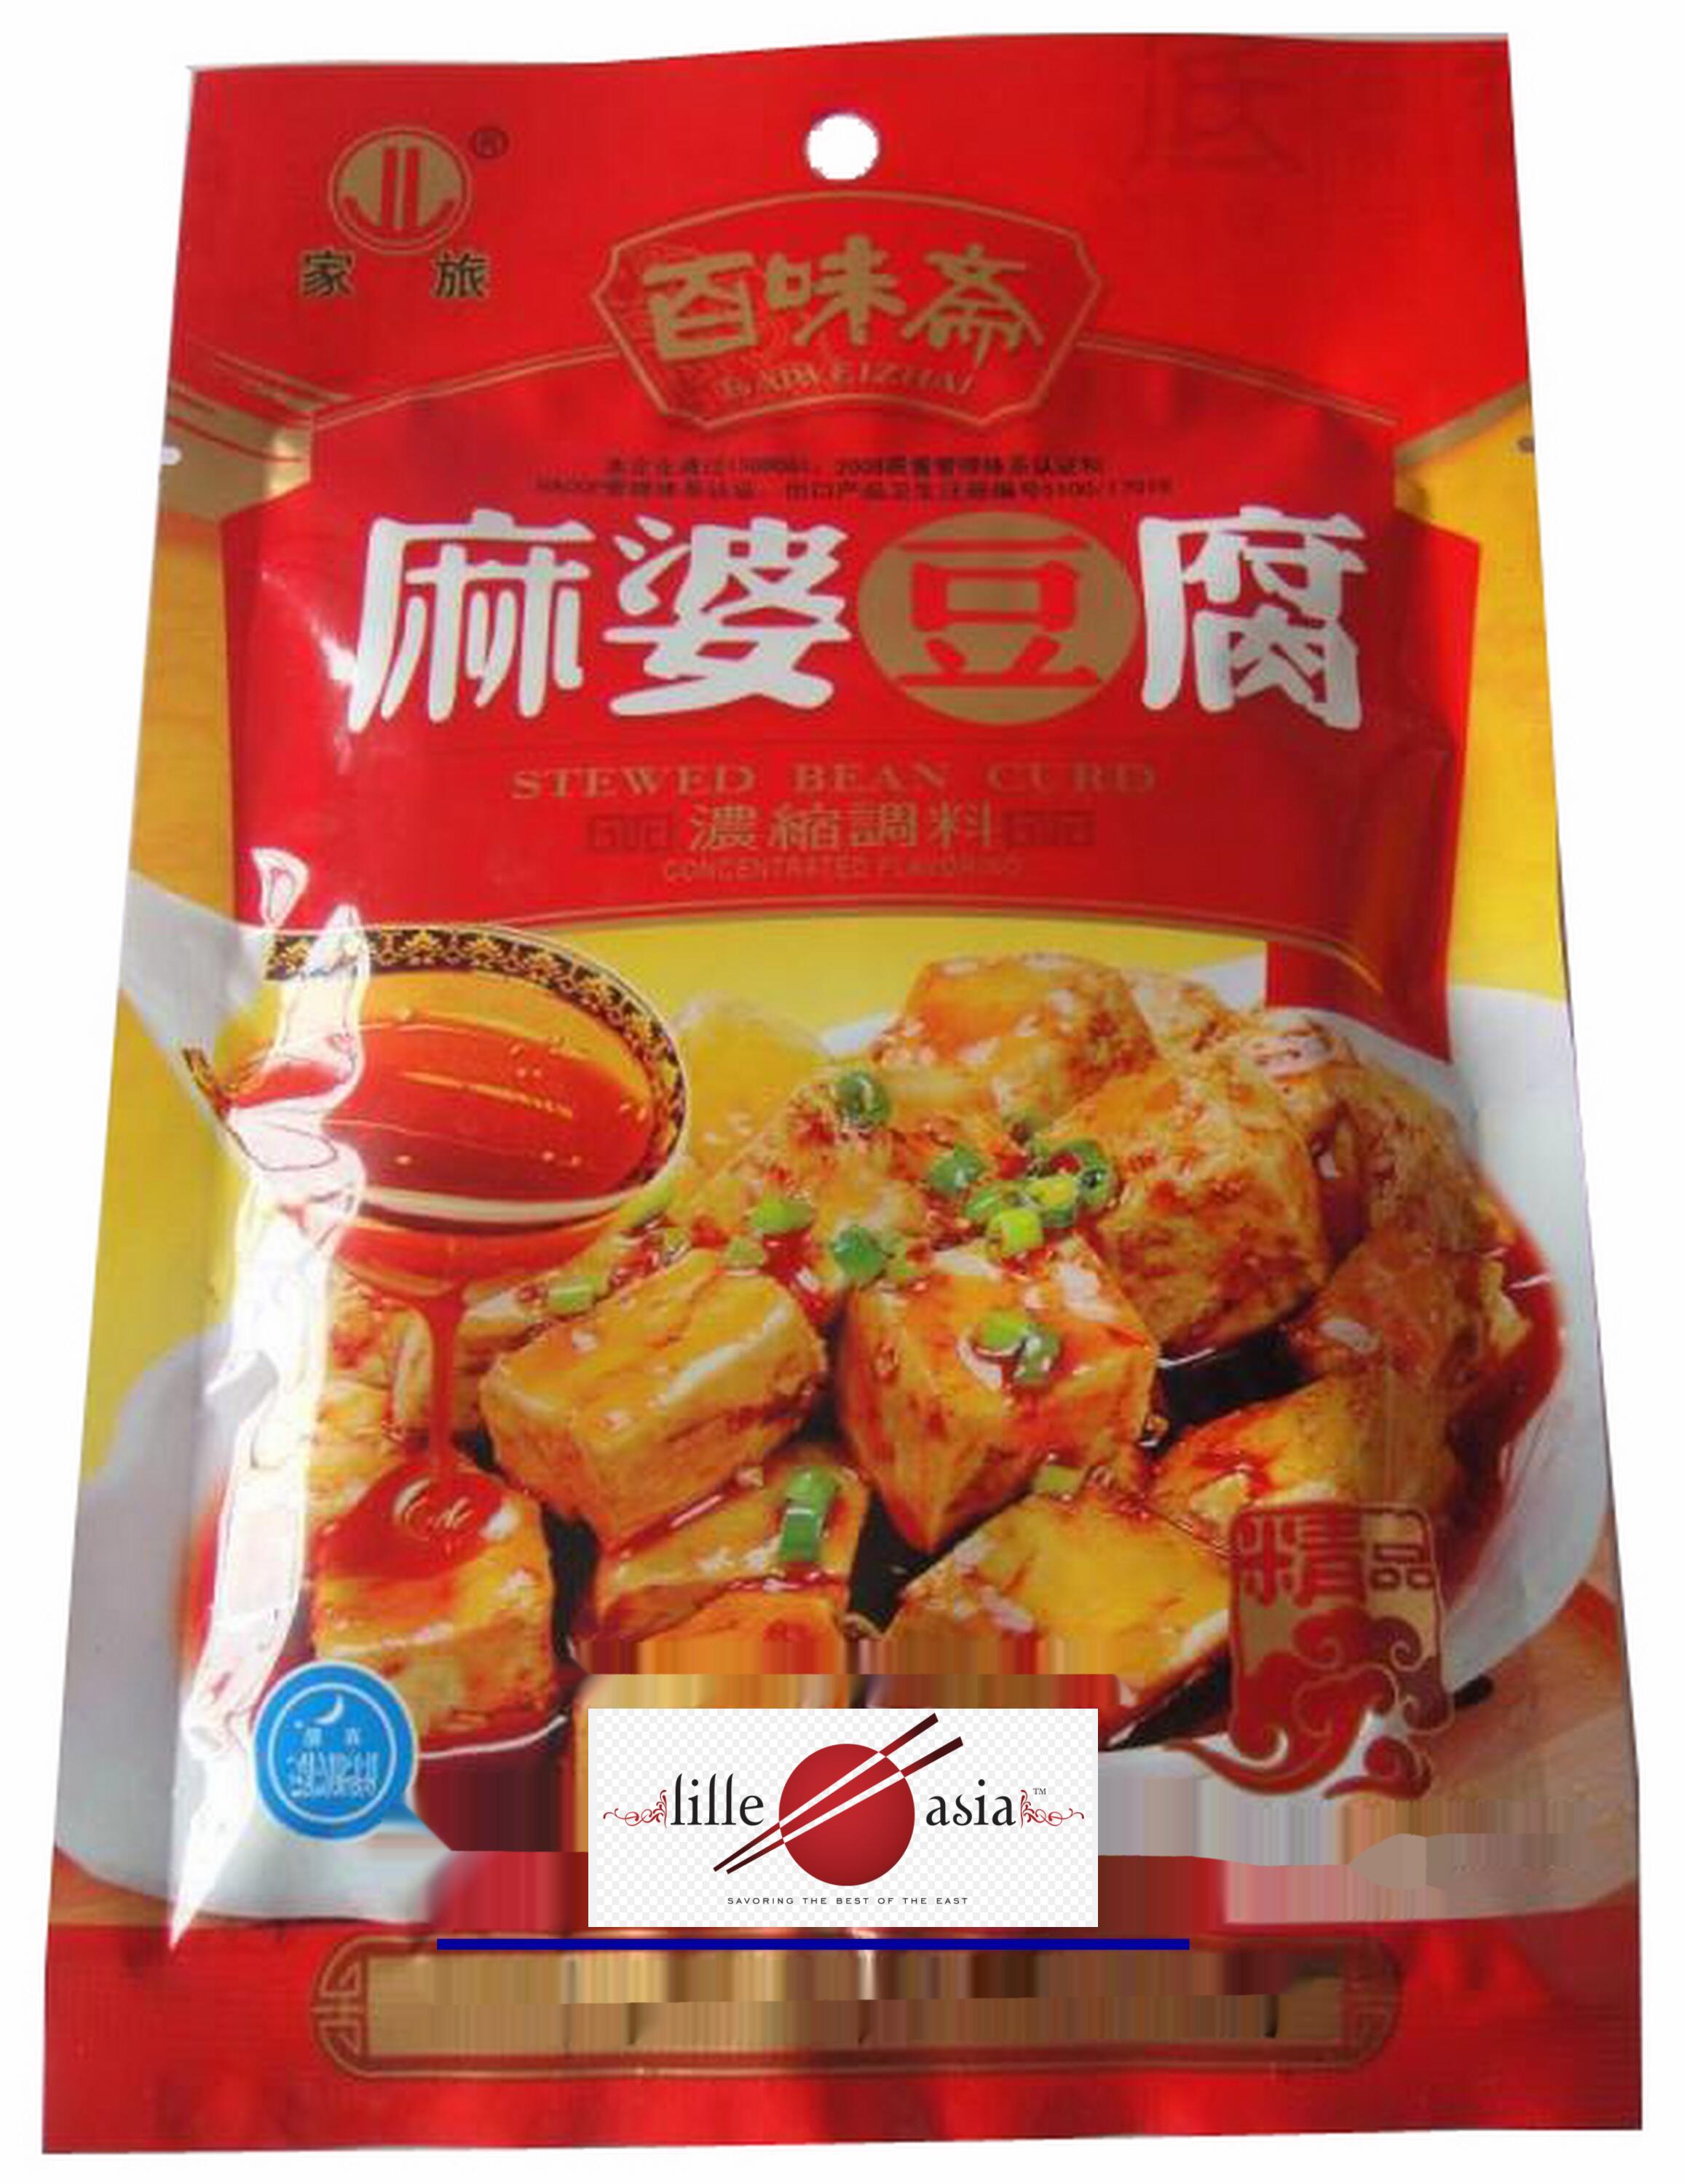 ®
家 旅
百味斋
BAIWEIZHAI
麻婆豆腐
STEWED BEAN CURD
濃縮調料
CONCENTRATED FLAVORING
精品
lille asia™
SAVORING THE BEST OF THE EAST